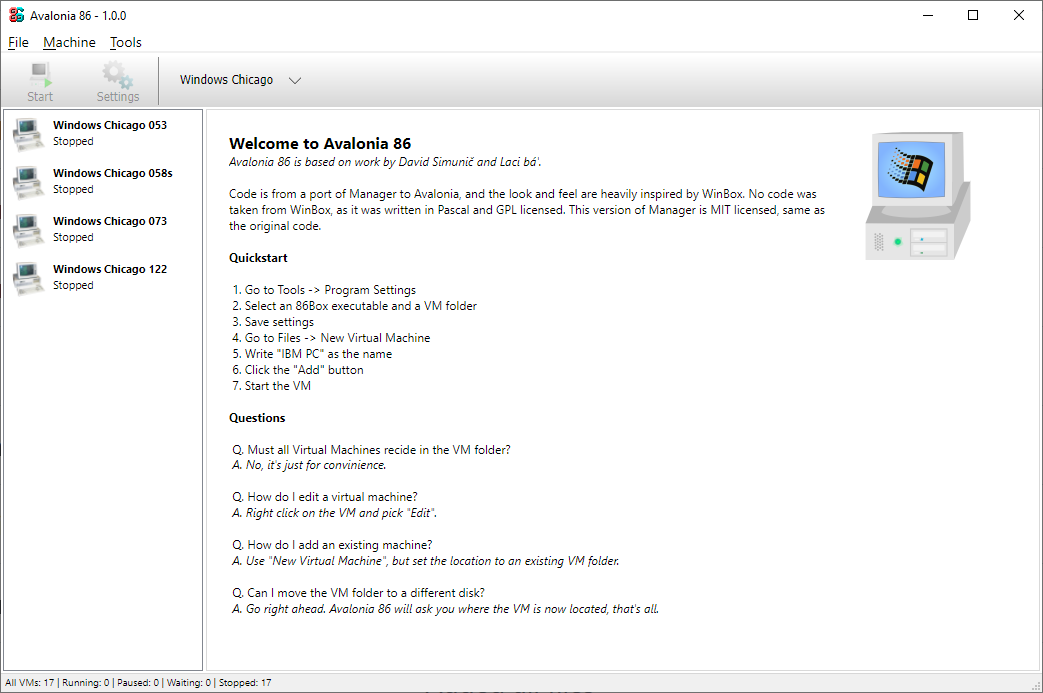 Avalonia 86 - 1.0.0
File Machine Tools
Start Settings Windows Chicago
Windows Chicago 053
Stopped
Windows Chicago 058s
Stopped
Windows Chicago 073
Stopped
Windows Chicago 122
Stopped
Welcome to Avalonia 86
Avalonia 86 is based on work by David Simunič and Laci bá'.
Code is from a port of Manager to Avalonia, and the look and feel are heavily inspired by WinBox. No code was
taken from WinBox, as it was written in Pascal and GPL licensed. This version of Manager is MIT licensed, same as
the original code.
Quickstart
1. Go to Tools -> Program Settings
2. Select an 86Box executable and a VM folder
3. Save settings
4. Go to Files -> New Virtual Machine
5. Write "IBM PC" as the name
6. Click the "Add" button
7. Start the VM
Questions
Q. Must all Virtual Machines recide in the VM folder?
A. No, it's just for convinience.
Q. How do I edit a virtual machine?
A. Right click on the VM and pick "Edit".
Q. How do I add an existing machine?
A. Use "New Virtual Machine", but set the location to an existing VM folder.
Q. Can I move the VM folder to a different disk?
A. Go right ahead. Avalonia 86 will ask you where the VM is now located, that's all.
All VMs: 17 | Running: 0 | Paused: 0 | Waiting: 0 | Stopped: 17